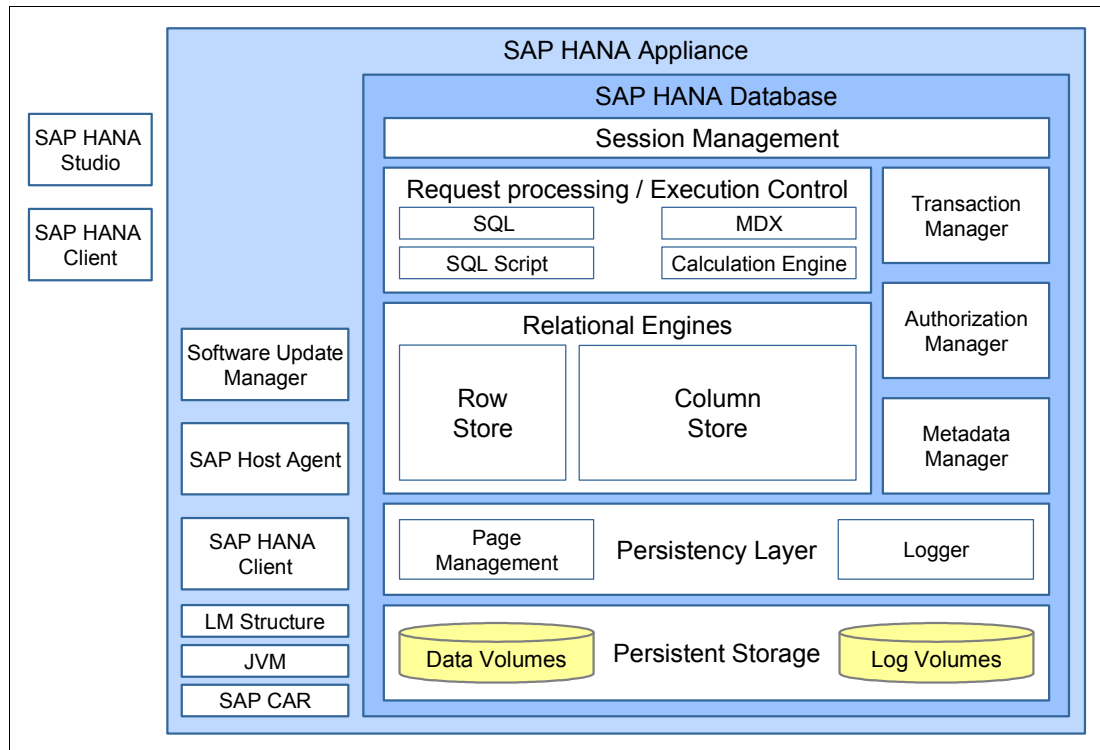 SAP HANA Appliance
SAP HANA Database
SAP HANA
Studio
SAP HANA
Client
Session Management
Request processing / Execution Control
SQL
MDX
SQL Script
Calculation Engine
Transaction
Manager
Relational Engines
Row
Store
Column
Store
Authorization
Manager
Metadata
Manager
Software Update
Manager
SAP Host Agent
SAP HANA
Client
LM Structure
JVM
SAP CAR
Page
Management
Persistency Layer
Logger
Data Volumes
Persistent Storage
Log Volumes